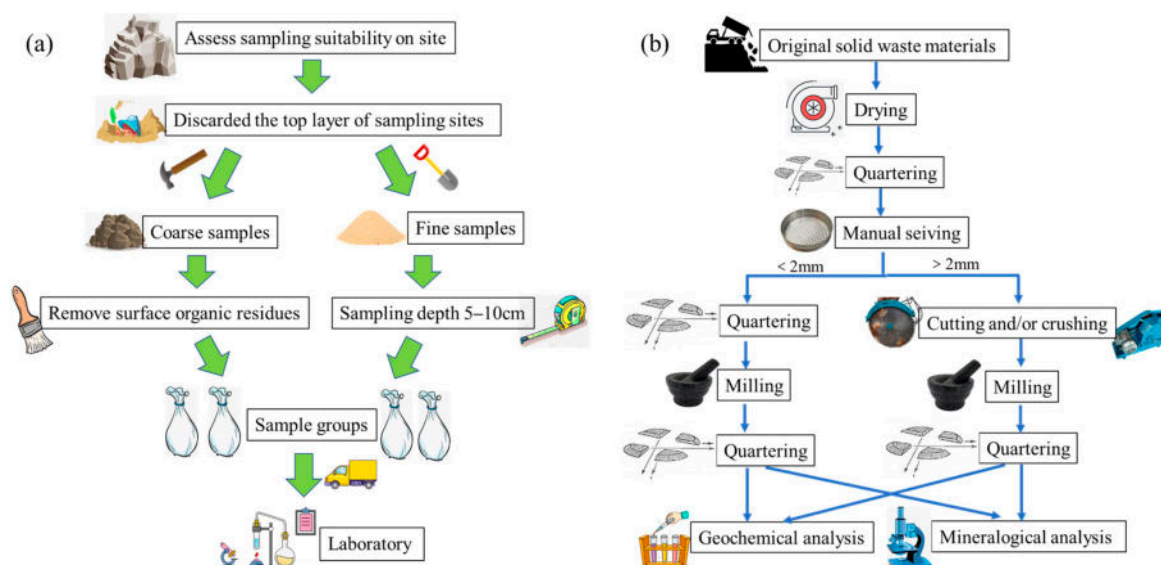 (a)
Assess sampling suitability on site
Discarded the top layer of sampling sites
Coarse samples
Fine samples
Remove surface organic residues
Sampling depth 5–10cm
Sample groups
Laboratory
(b)
Original solid waste materials
Drying
Quartering
Manual seiving
< 2mm
> 2mm
Quartering
Cutting and/or crushing
Milling
Milling
Quartering
Quartering
Geochemical analysis
Mineralogical analysis